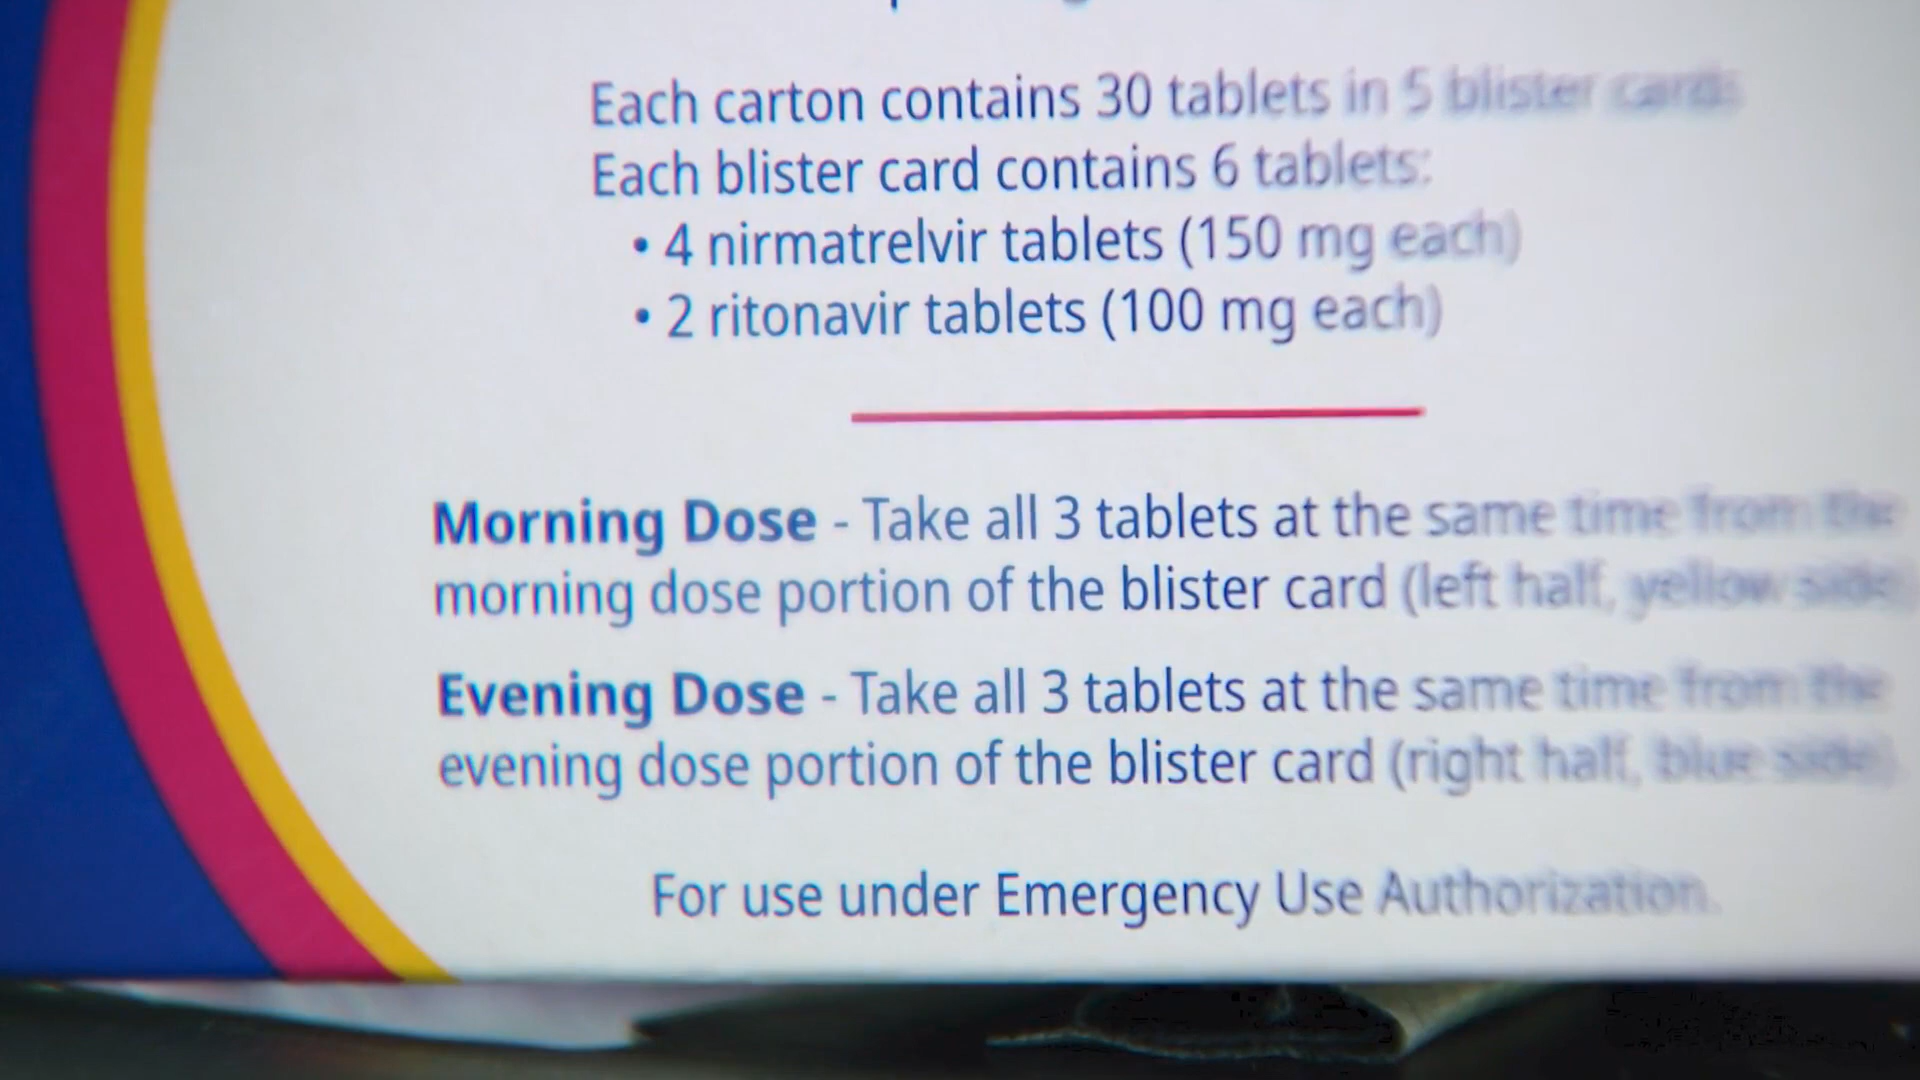 Each carton contains 30 tablets in 5 blister cards
Each blister card contains 6 tablets:
• 4 nirmatrelvir tablets (150 mg each)
• 2 ritonavir tablets (100 mg each)
Morning Dose - Take all 3 tablets at the same time from the
morning dose portion of the blister card (left half, yellow side)
Evening Dose - Take all 3 tablets at the same time from the
evening dose portion of the blister card (right half, blue side).
For use under Emergency Use Authorization.